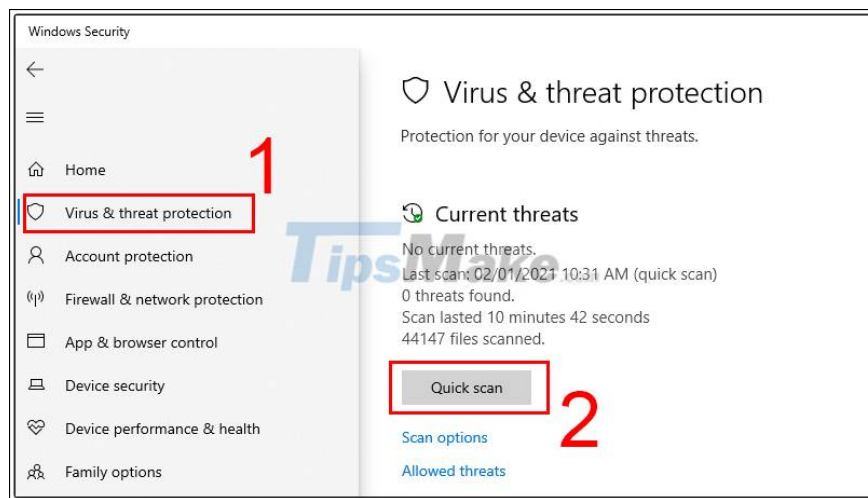 Windows Security
Home
Virus & threat protection
Account protection
Firewall & network protection
App & browser control
Device security
Device performance & health
Family options
1
Virus & threat protection
Protection for your device against threats.
Current threats
No current threats.
Last scan: 02/01/2021 10:31 AM (quick scan)
0 threats found.
Scan lasted 10 minutes 42 seconds
44147 files scanned.
Quick scan
2
Scan options
Allowed threats
TipsMake.com